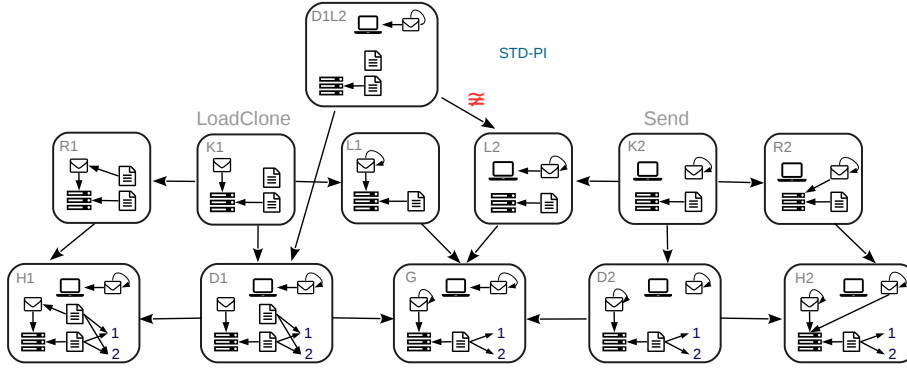 D1L2
STD-PI
≇
LoadClone
Send
R1
K1
L1
L2
K2
R2
H1
1
2
D1
1
2
G
1
2
D2
1
2
H2
1
2